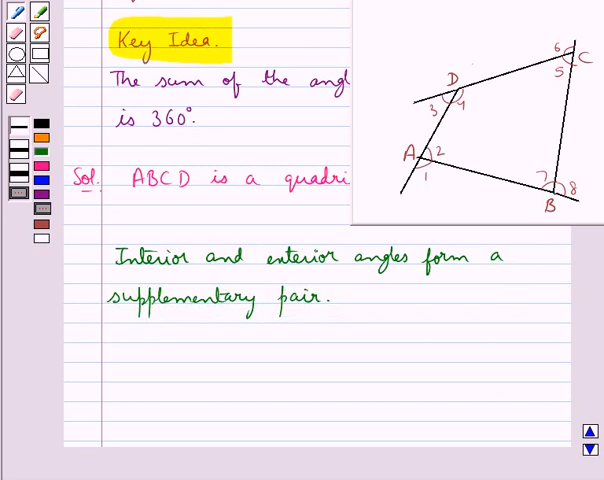 Key Idea.
The sum of the angl
is 360°.
Sol. ABCD is a quadri
Interior and exterior angles form a
supplementary pair.
6
C
5
D
3 4
A 2
1
7 8
B